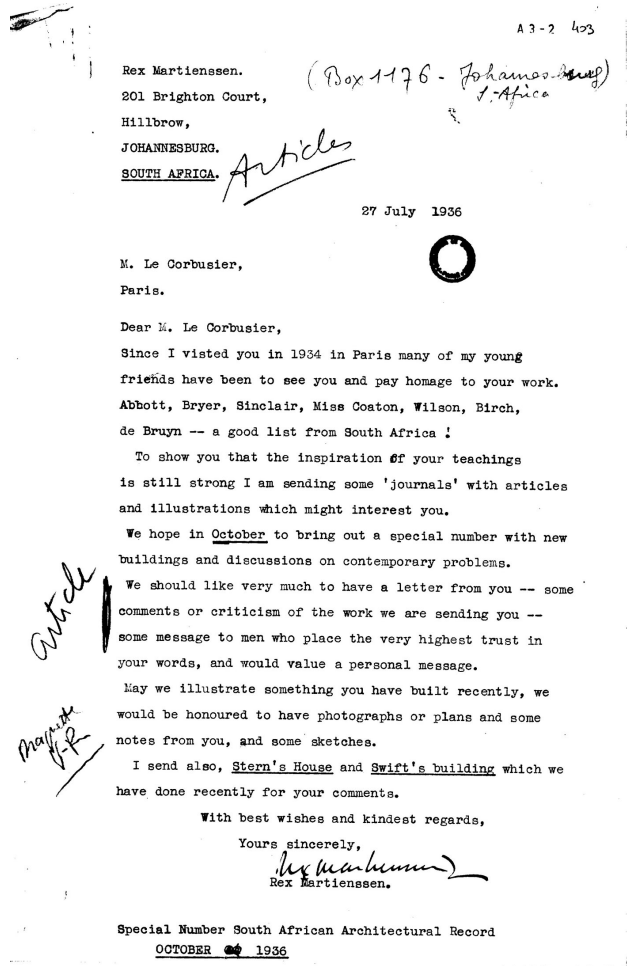 A3-2 403
Rex Martienssen.
(Box 1176 - Johannesburg)
201 Brighton Court,
S. Africa
Hillbrow,
JOHANNESBURG.
Articles
SOUTH AFRICA.
27 July 1936
M. Le Corbusier,
Paris.
Dear M. Le Corbusier,
Since I visted you in 1934 in Paris many of my young
friends have been to see you and pay homage to your work.
Abbott, Bryer, Sinclair, Miss Coaton, Wilson, Birch,
de Bruyn -- a good list from South Africa !
To show you that the inspiration of your teachings
is still strong I am sending some 'journals' with articles
and illustrations which might interest you.
We hope in October to bring out a special number with new
buildings and discussions on contemporary problems.
article
We should like very much to have a letter from you -- some
comments or criticism of the work we are sending you --
some message to men who place the very highest trust in
your words, and would value a personal message.
May we illustrate something you have built recently, we
maquette
V-R
would be honoured to have photographs or plans and some
notes from you, and some sketches.
I send also, Stern's House and Swift's building which we
have done recently for your comments.
With best wishes and kindest regards,
Yours sincerely,
Rex Martienssen
Rex Martienssen.
Special Number South African Architectural Record
OCTOBER 1936